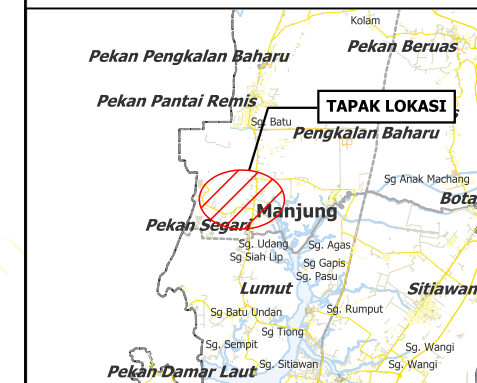 Kolam
Pekan Beruas
Pekan Pengkalan Baharu
Pekan Pantai Remis
TAPAK LOKASI
Sg. Batu
Pengkalan Baharu
Sg Anak Machang
Bota
Manjung
Pekan Segari
Sg. Udang
Sg. Agas
Sg Siah Lip
Sg Gapis
Sg. Pasu
Lumut
Sitiawan
Sg Batu Undan
Sg. Rumput
Sg Tiong
Sg. Sempit
Sg. Wangi
Sg. Sitiawan
Sg. Wangi
Pekan Damar Laut